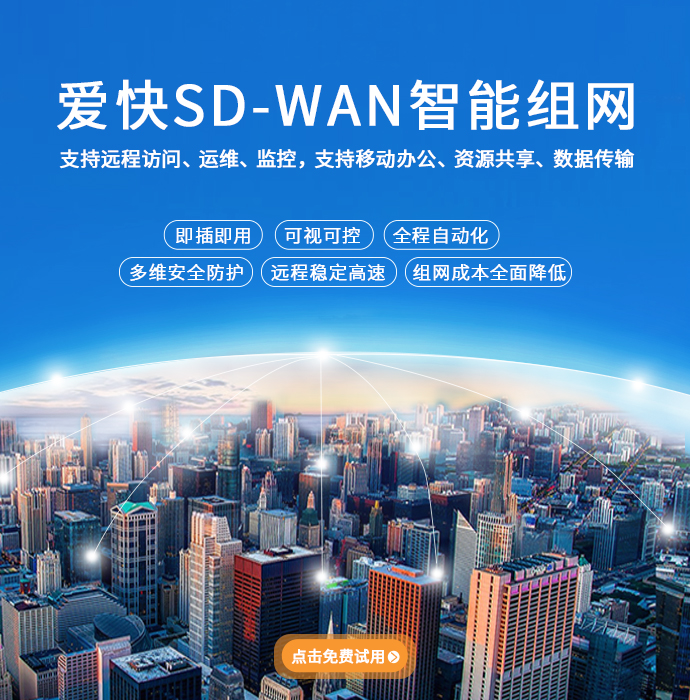 爱快SD-WAN智能组网
支持远程访问、运维、监控，支持移动办公、资源共享、数据传输
即插即用 可视可控 全程自动化
多维安全防护 远程稳定高速 组网成本全面降低
点击免费试用